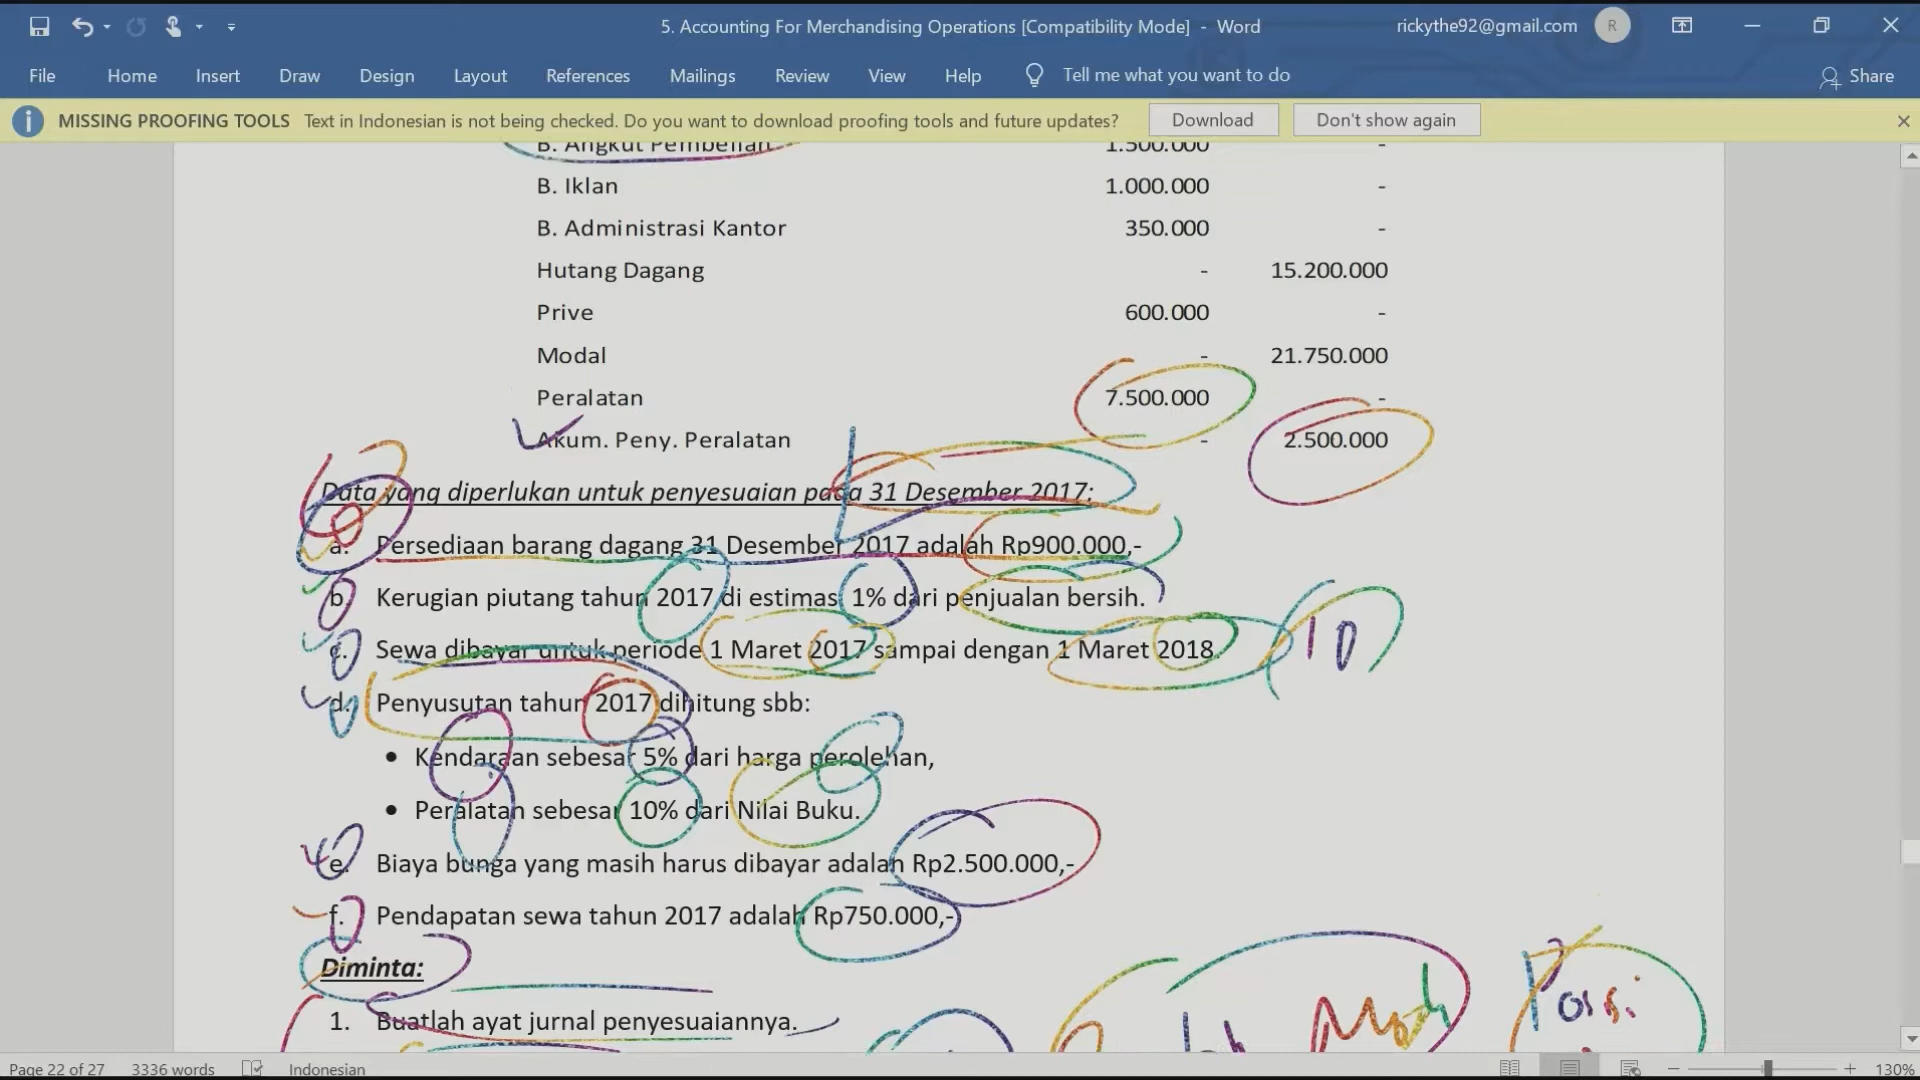 5. Accounting For Merchandising Operations [Compatibility Mode] - Word
rickythe92@gmail.com
R
File Home Insert Draw Design Layout References Mailings Review View Help Tell me what you want to do Share
MISSING PROOFING TOOLS Text in Indonesian is not being checked. Do you want to download proofing tools and future updates? Download Don't show again
B. Angkut Pembelian 1.500.000 -
B. Iklan 1.000.000 -
B. Administrasi Kantor 350.000 -
Hutang Dagang - 15.200.000
Prive 600.000 -
Modal - 21.750.000
Peralatan 7.500.000 -
Akum. Peny. Peralatan - 2.500.000
Data yang diperlukan untuk penyesuaian pada 31 Desember 2017:
a. Persediaan barang dagang 31 Desember 2017 adalah Rp900.000,-
b Kerugian piutang tahun 2017 di estimas 1% dari penjualan bersih.
c. Sewa dibayar untuk periode 1 Maret 2017 sampai dengan 1 Maret 2018. 10
d. Penyusutan tahun 2017 dihitung sbb:
• Kendaraan sebesar 5% dari harga perolehan,
• Peralatan sebesar 10% dari Nilai Buku.
e. Biaya bunga yang masih harus dibayar adalah Rp2.500.000,-
f. Pendapatan sewa tahun 2017 adalah Rp750.000,-
Diminta:
1. Buatlah ayat jurnal penyesuaiannya.
Page 22 of 27 3336 words Indonesian 130%